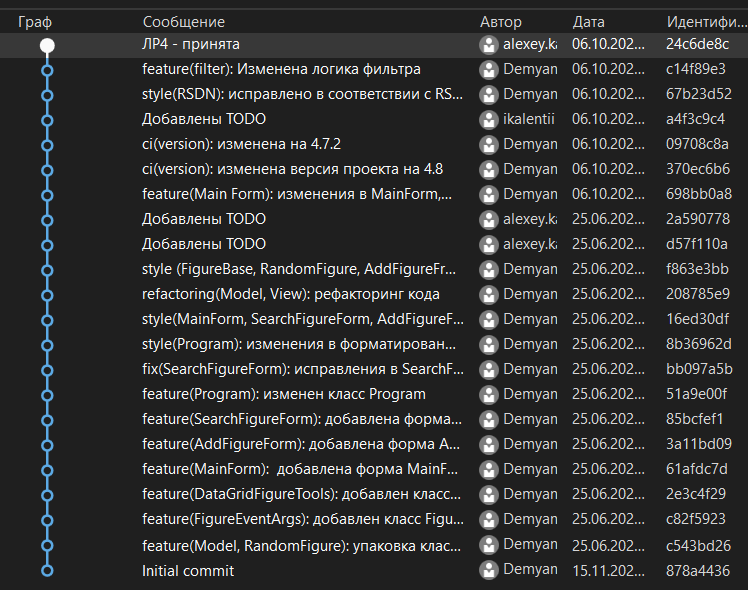 Граф Сообщение Автор Дата Идентифи...
ЛР4 - принята alexey.ka 06.10.202... 24c6de8c
feature(filter): Изменена логика фильтра Demyan 06.10.202... c14f89e3
style(RSDN): исправлено в соответствии с RS... Demyan 06.10.202... 67b23d52
Добавлены TODO ikalentii 06.10.202... a4f3c9c4
ci(version): изменена на 4.7.2 Demyan 06.10.202... 09708c8a
ci(version): изменена версия проекта на 4.8 Demyan 06.10.202... 370ec6b6
feature(Main Form): изменения в MainForm,... Demyan 06.10.202... 698bb0a8
Добавлены TODO alexey.ka 25.06.202... 2a590778
Добавлены TODO alexey.ka 25.06.202... d57f110a
style (FigureBase, RandomFigure, AddFigureFr... Demyan 25.06.202... f863e3bb
refactoring(Model, View): рефакторинг кода Demyan 25.06.202... 208785e9
style(MainForm, SearchFigureForm, AddFigureF... Demyan 25.06.202... 16ed30df
style(Program): изменения в форматирован... Demyan 25.06.202... 8b36962d
fix(SearchFigureForm): исправления в SearchF... Demyan 25.06.202... bb097a5b
feature(Program): изменен класс Program Demyan 25.06.202... 51a9e00f
feature(SearchFigureForm): добавлена форма... Demyan 25.06.202... 85bcfef1
feature(AddFigureForm): добавлена форма A... Demyan 25.06.202... 3a11bd09
feature(MainForm): добавлена форма MainF... Demyan 25.06.202... 61afdc7d
feature(DataGridFigureTools): добавлен класс... Demyan 25.06.202... 2e3c4f29
feature(FigureEventArgs): добавлен класс Figu... Demyan 25.06.202... c82f5923
feature(Model, RandomFigure): упаковка клас... Demyan 25.06.202... c543bd26
Initial commit Demyan 15.11.202... 878a4436